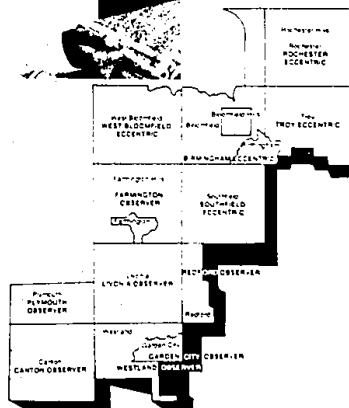 Rochester Hills
Rochester
ROCHESTER
ECCENTRIC
West Bloomfield
WEST BLOOMFIELD
ECCENTRIC
Bloomfield Hills
Birmingham
BIRMINGHAM ECCENTRIC
Troy
TROY ECCENTRIC
Farmington Hills
FARMINGTON
OBSERVER
Farmington
Southfield
SOUTHFIELD
ECCENTRIC
Livonia
LIVONIA OBSERVER
REDFORD OBSERVER
Redford
Plymouth
PLYMOUTH
OBSERVER
Canton
CANTON OBSERVER
Westland
Garden City
GARDEN CITY OBSERVER
WESTLAND OBSERVER